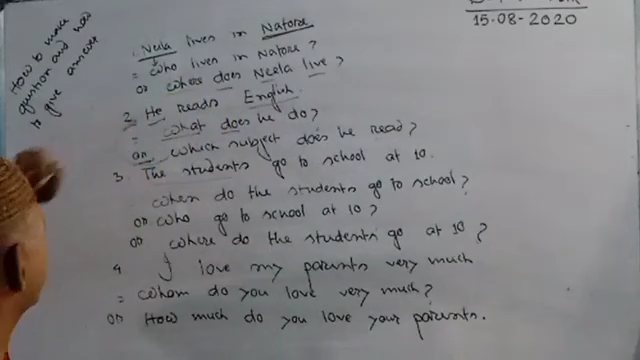 15-08-2020
How to make
question and how
to give answer
1. Neela lives in Natore
= Who lives in Natore?
or Where does Neela live?
2. He reads English.
= What does he do?
or, Which subject does he read?
3. The students go to school at 10.
When do the students go to school?
or Who go to school at 10?
or Where do the students go at 10?
4 I love my parents very much
= Whom do you love very much?
or How much do you love your parents.